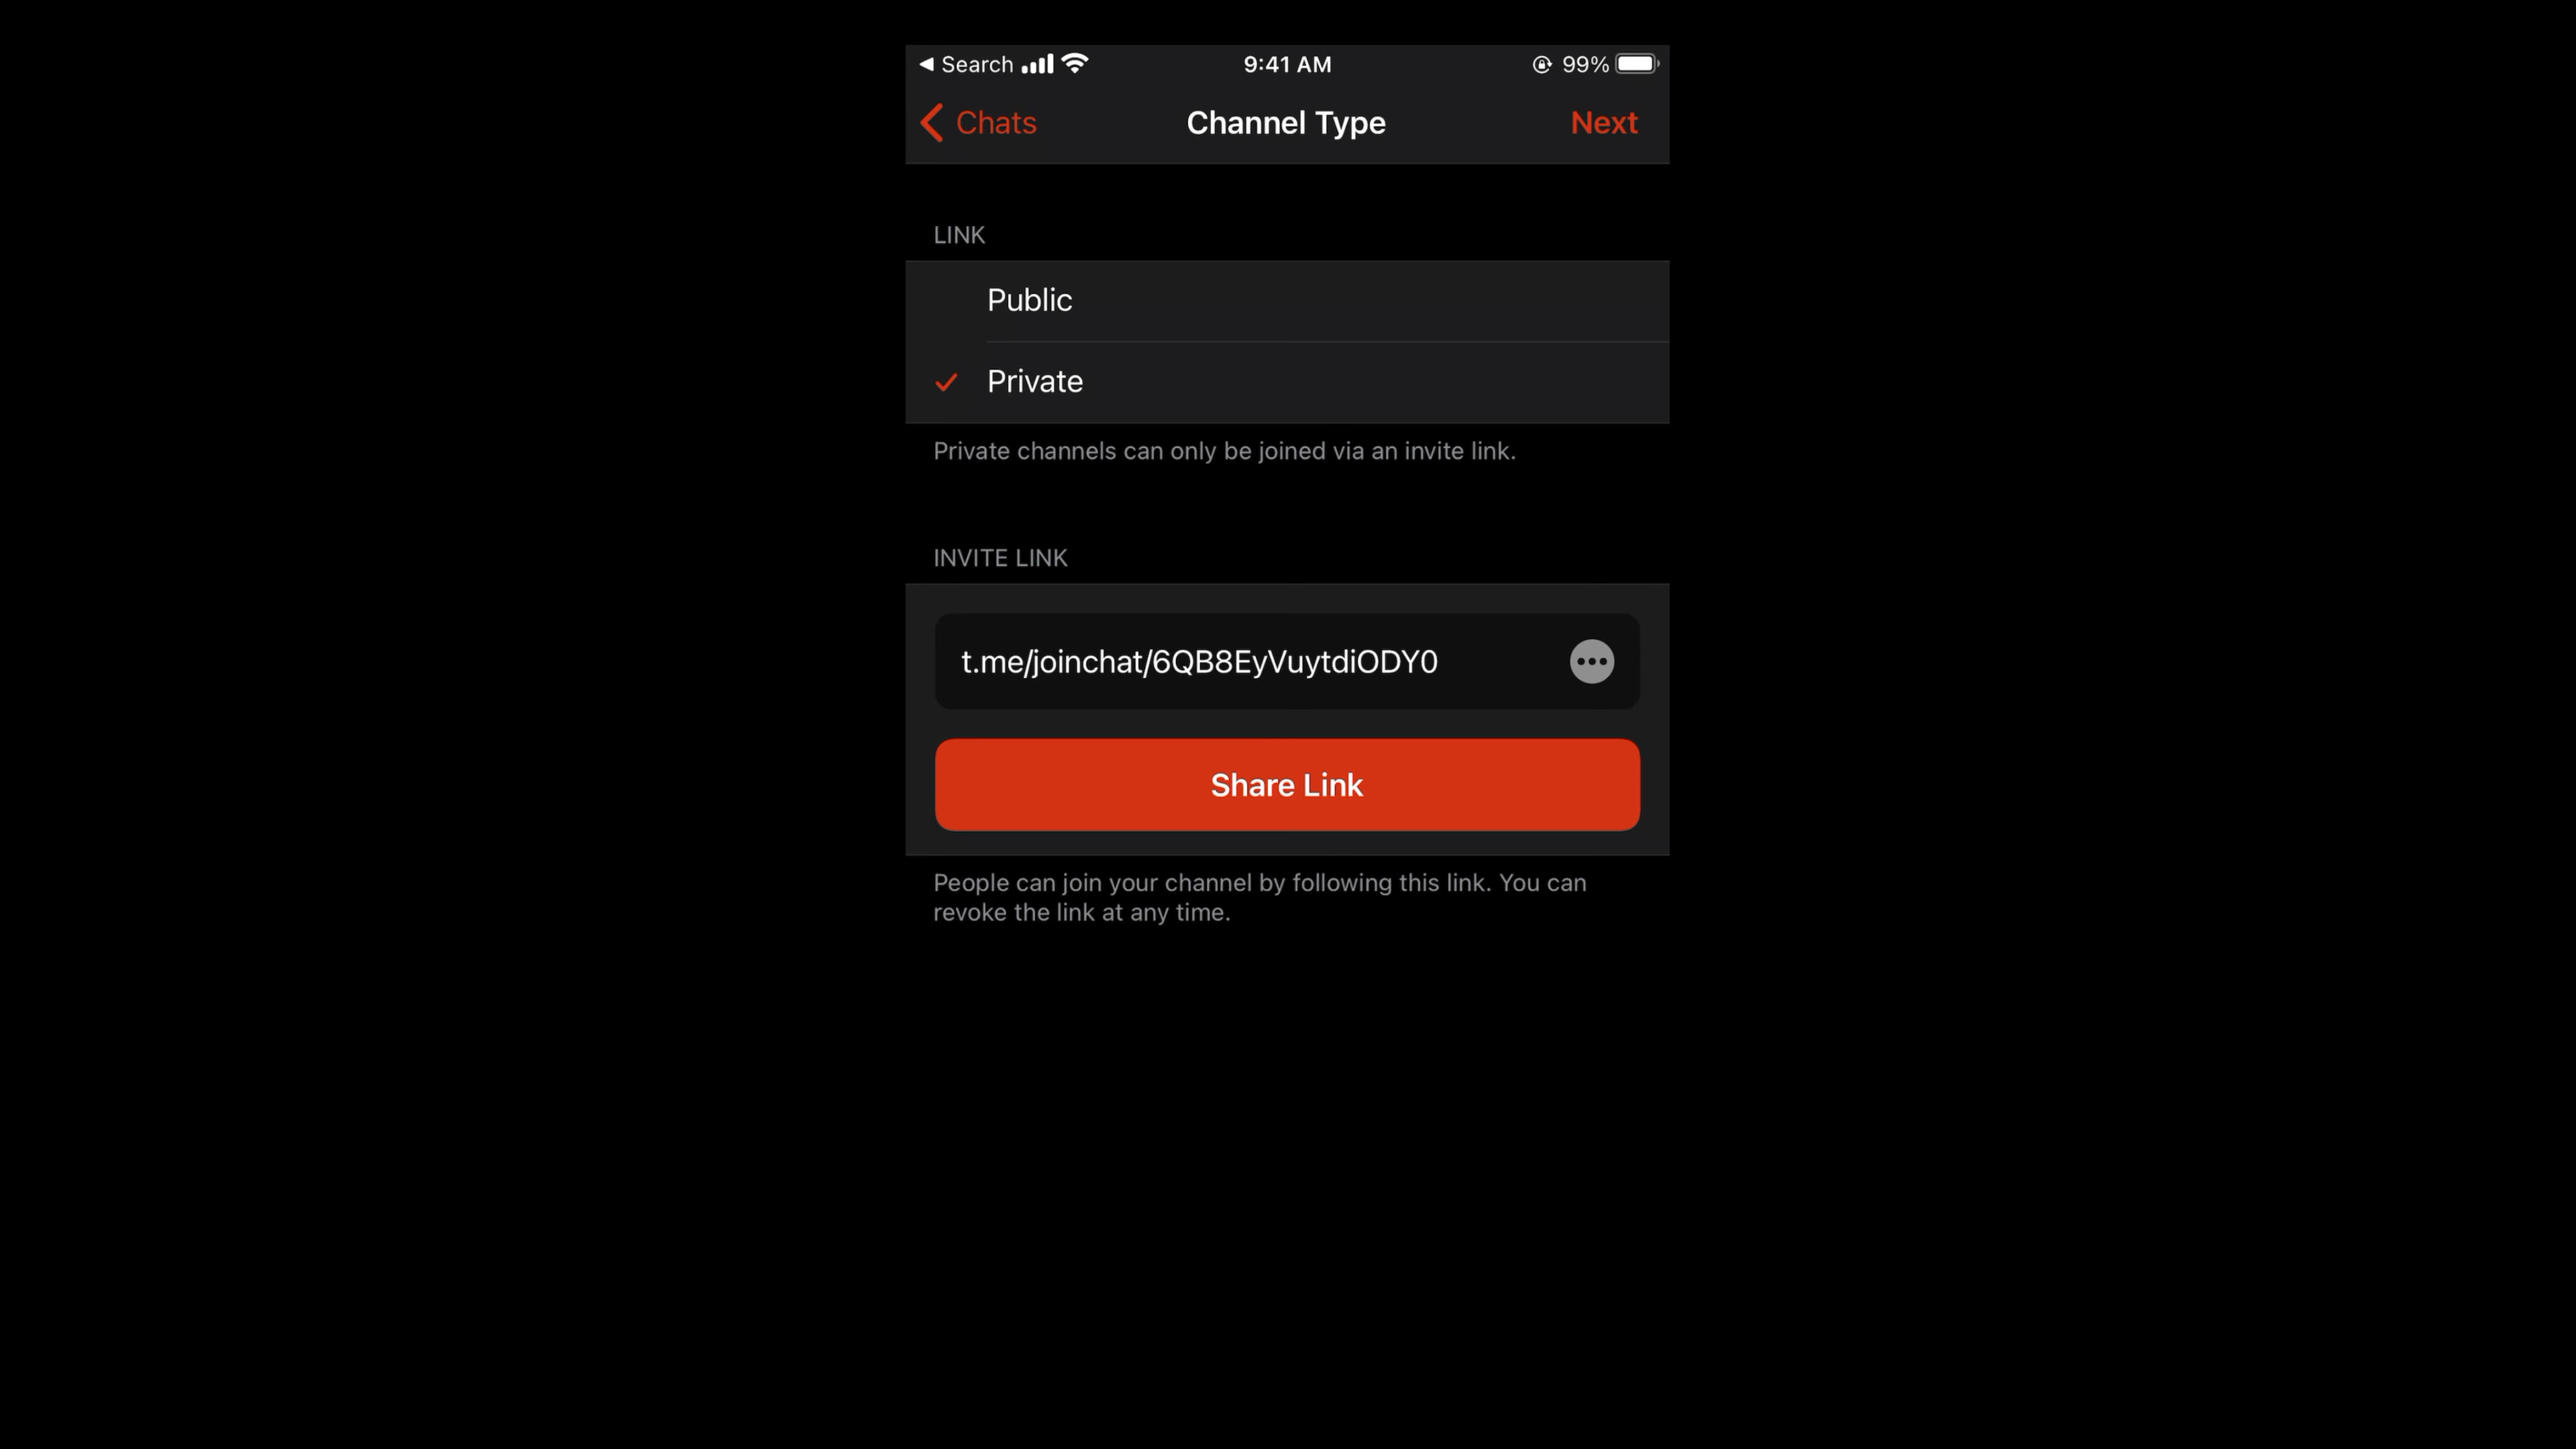 Search 9:41 AM 99%
Chats Channel Type Next
LINK
Public
Private
Private channels can only be joined via an invite link.
INVITE LINK
t.me/joinchat/6QB8EyVuytdiODY0
Share Link
People can join your channel by following this link. You can
revoke the link at any time.